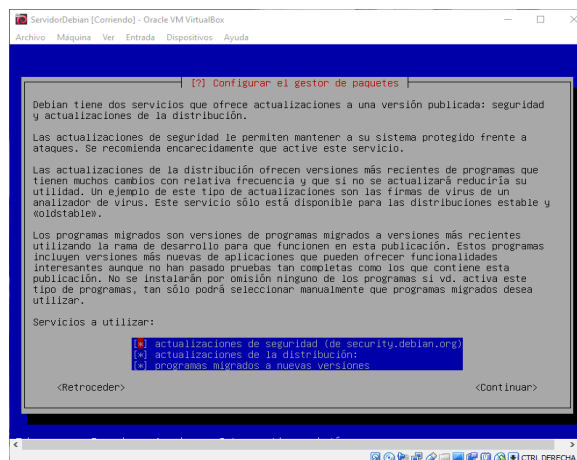 ServidorDebian [Corriendo] - Oracle VM VirtualBox
Archivo Máquina Ver Entrada Dispositivos Ayuda
[?] Configurar el gestor de paquetes
Debian tiene dos servicios que ofrece actualizaciones a una versión publicada: seguridad
y actualizaciones de la distribución.
Las actualizaciones de seguridad le permiten mantener a su sistema protegido frente a
ataques. Se recomienda encarecidamente que active este servicio.
Las actualizaciones de la distribución ofrecen versiones más recientes de programas que
tienen muchos cambios con relativa frecuencia y que si no se actualizará reduciría su
utilidad. Un ejemplo de este tipo de actualizaciones son las firmas de virus de un
analizador de virus. Este servicio sólo está disponible para las distribuciones estable y
«oldstable».
Los programas migrados son versiones de programas migrados a versiones más recientes
utilizando la rama de desarrollo para que funcionen en esta publicación. Estos programas
incluyen versiones más nuevas de aplicaciones que pueden ofrecer funcionalidades
interesantes aunque no han pasado pruebas tan completas como los que contiene esta
publicación. No se instalarán por omisión ninguno de los programas si vd. activa este
tipo de programas, tan sólo podrá seleccionar manualmente que programas migrados desea
utilizar.
Servicios a utilizar:
[*] actualizaciones de seguridad (de security.debian.org)
[*] actualizaciones de la distribución:
[*] programas migrados a nuevas versiones
<Retroceder> <Continuar>
CTRL DERECHA